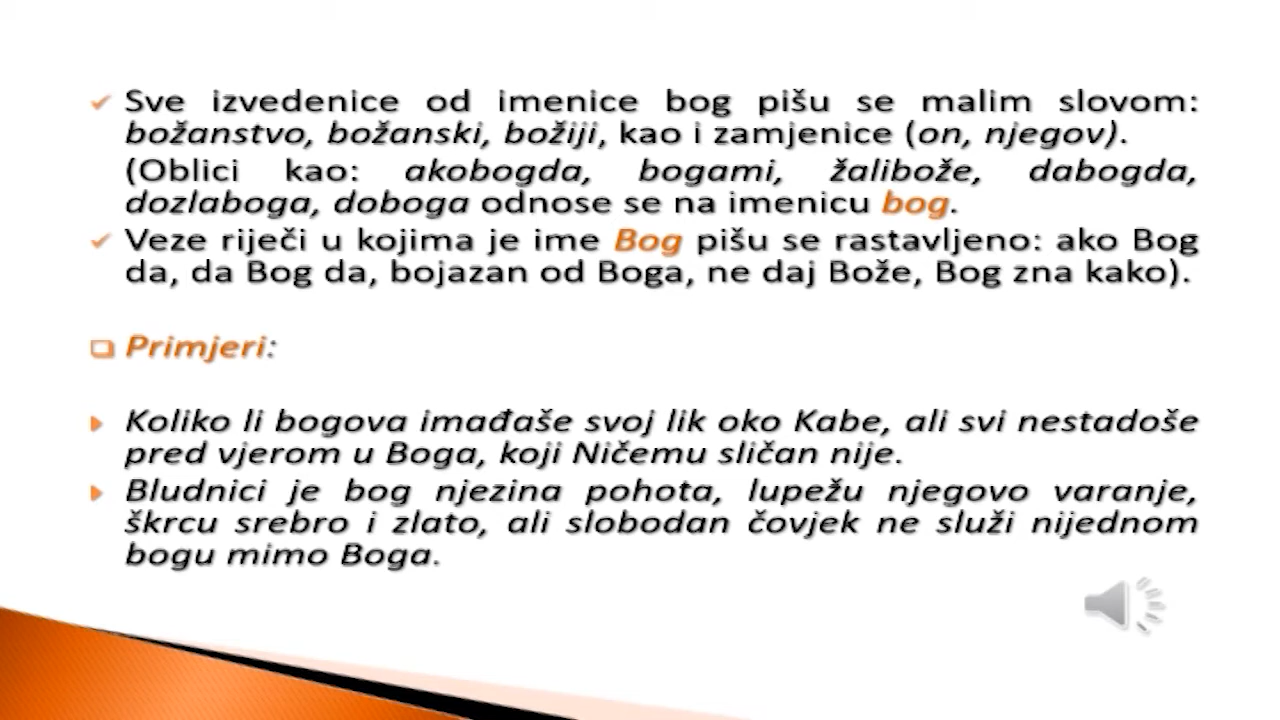 Sve izvedenice od imenice bog pišu se malim slovom:
božanstvo, božanski, božiji, kao i zamjenice (on, njegov).
(Oblici kao: akobogda, bogami, žalibože, dabogda,
dozlaboga, doboga odnose se na imenicu bog.
Veze riječi u kojima je ime Bog pišu se rastavljeno: ako Bog
da, da Bog da, bojazan od Boga, ne daj Bože, Bog zna kako).
Primjeri:
Koliko li bogova imađaše svoj lik oko Kabe, ali svi nestadoše
pred vjerom u Boga, koji Ničemu sličan nije.
Bludnici je bog njezina pohota, lupežu njegovo varanje,
škrcu srebro i zlato, ali slobodan čovjek ne služi nijednom
bogu mimo Boga.